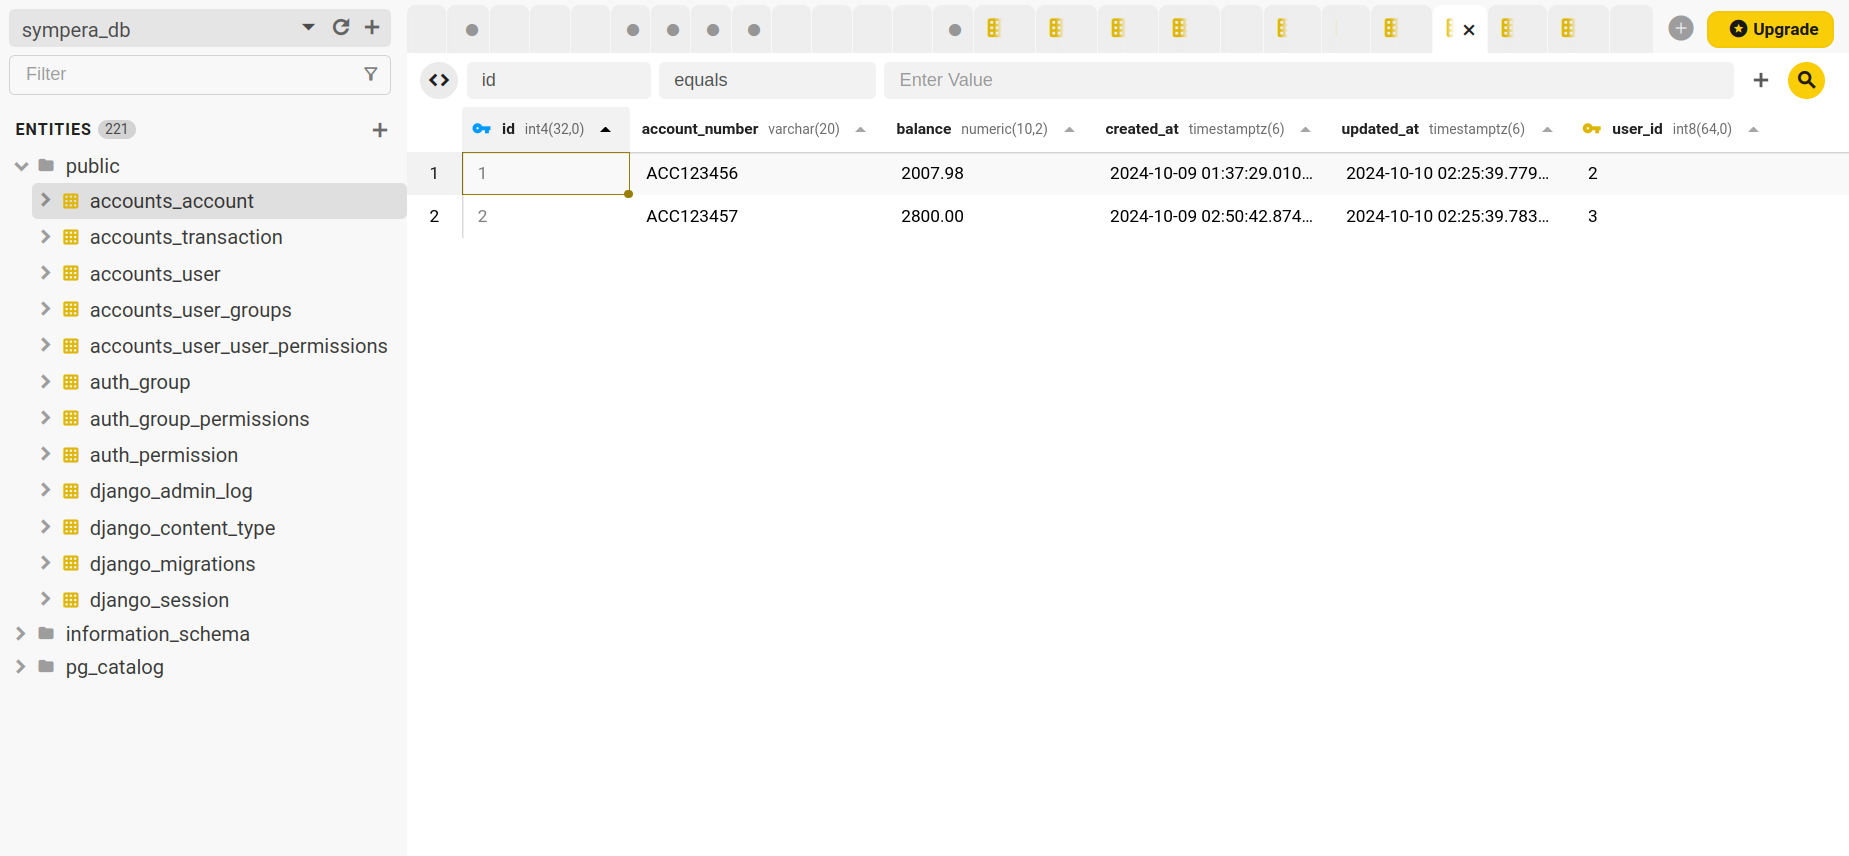 sympera_db
Upgrade
Filter
id equals Enter Value
ENTITIES 221
id int4(32,0) account_number varchar(20) balance numeric(10,2) created_at timestamptz(6) updated_at timestamptz(6) user_id int8(64,0)
public
1 1 ACC123456 2007.98 2024-10-09 01:37:29.010... 2024-10-10 02:25:39.779... 2
accounts_account
2 2 ACC123457 2800.00 2024-10-09 02:50:42.874... 2024-10-10 02:25:39.783... 3
accounts_transaction
accounts_user
accounts_user_groups
accounts_user_user_permissions
auth_group
auth_group_permissions
auth_permission
django_admin_log
django_content_type
django_migrations
django_session
information_schema
pg_catalog